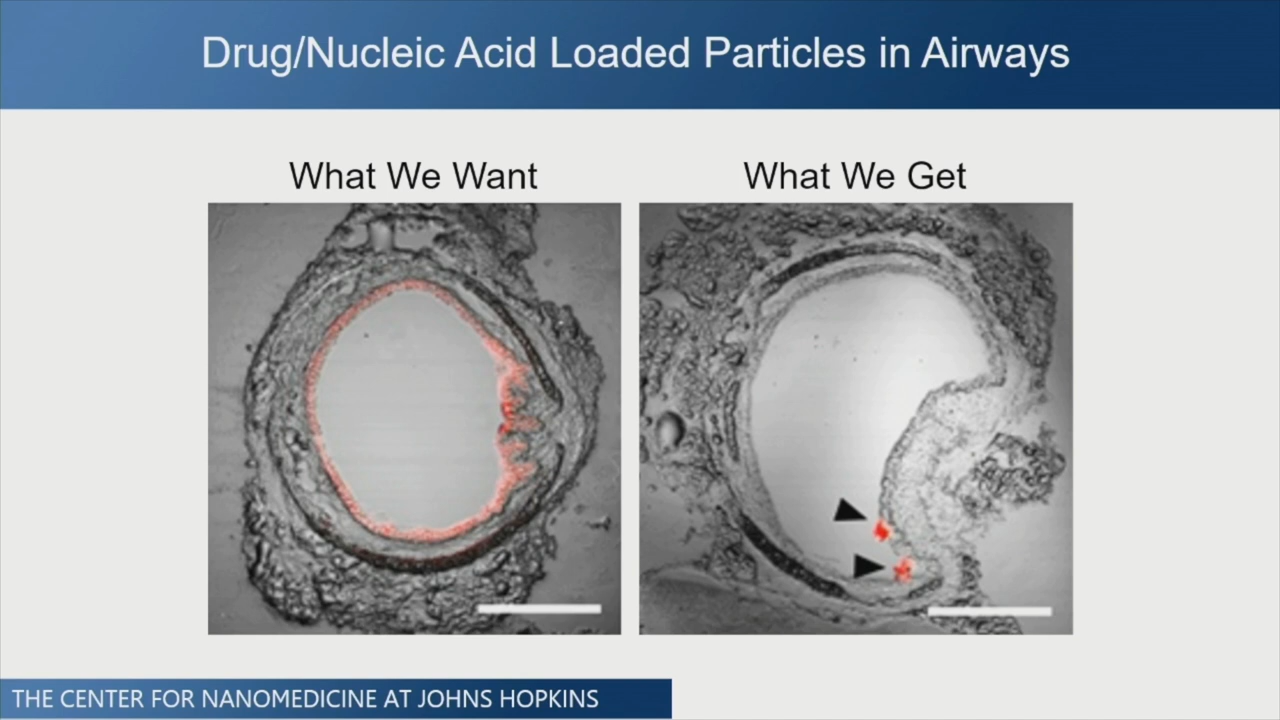 Drug/Nucleic Acid Loaded Particles in Airways
What We Want
What We Get
THE CENTER FOR NANOMEDICINE AT JOHNS HOPKINS